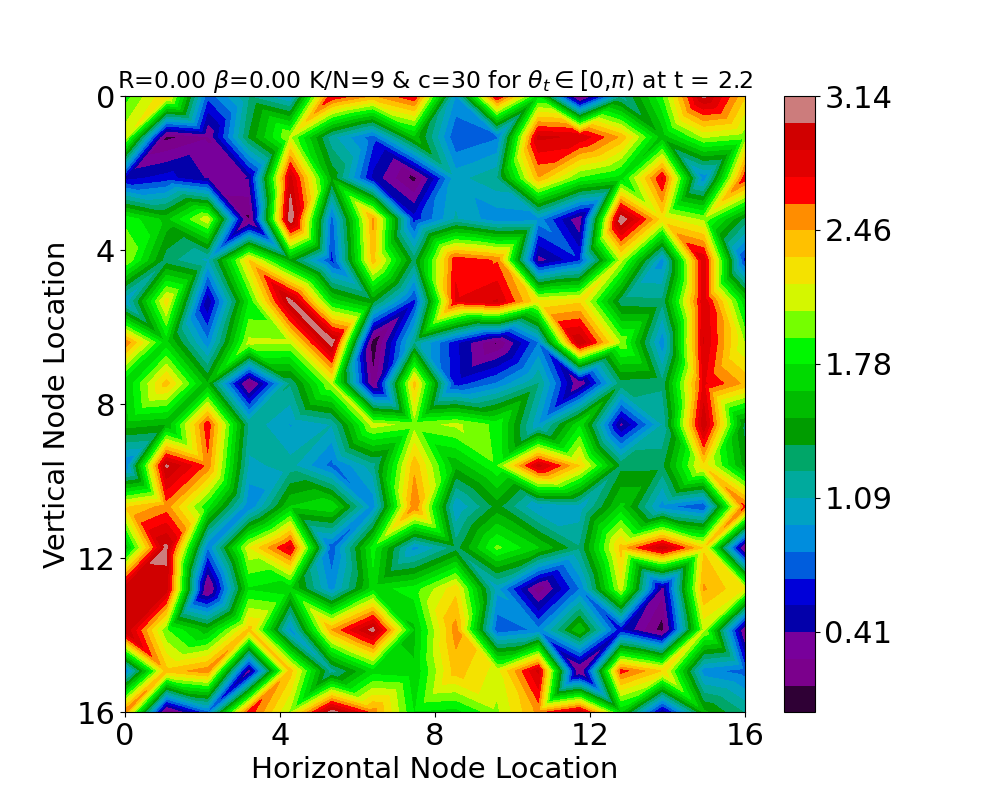 R=0.00 β=0.00 K/N=9 & c=30 for θₜ ∈ [0,π) at t = 2.2
0
4
8
12
16
0 4 8 12 16
Vertical Node Location
Horizontal Node Location
3.14
2.46
1.78
1.09
0.41